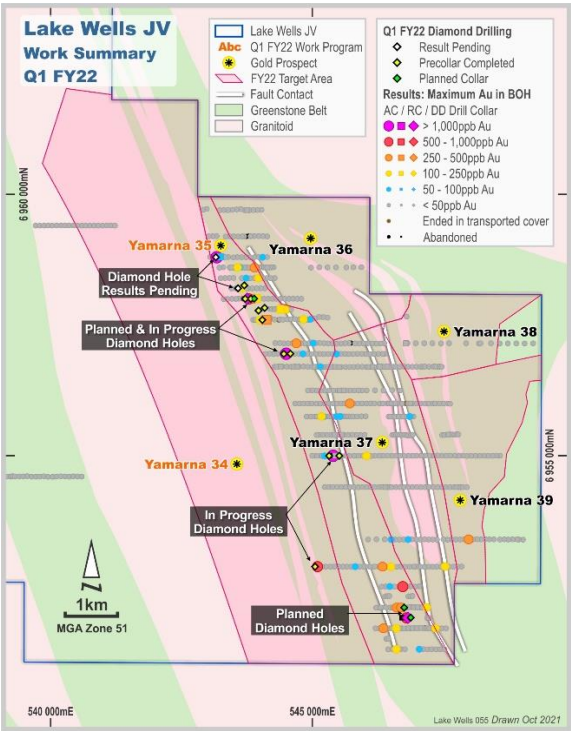 Lake Wells JV
Work Summary
Q1 FY22
Lake Wells JV
Abc Q1 FY22 Work Program
Gold Prospect
FY22 Target Area
Fault Contact
Greenstone Belt
Granitoid
Q1 FY22 Diamond Drilling
Result Pending
Precollar Completed
Planned Collar
Results: Maximum Au in BOH
AC / RC / DD Drill Collar
> 1,000ppb Au
500 - 1,000ppb Au
250 - 500ppb Au
100 - 250ppb Au
50 - 100ppb Au
< 50ppb Au
Ended in transported cover
Abandoned
6 960 000mN
Yamarna 35
Yamarna 36
Diamond Hole
Results Pending
Planned & In Progress
Diamond Holes
Yamarna 38
Yamarna 37
6 955 000mN
Yamarna 34
Yamarna 39
In Progress
Diamond Holes
N
1km
MGA Zone 51
Planned
Diamond Holes
540 000mE
545 000mE
Lake Wells 055 Drawn Oct 2021